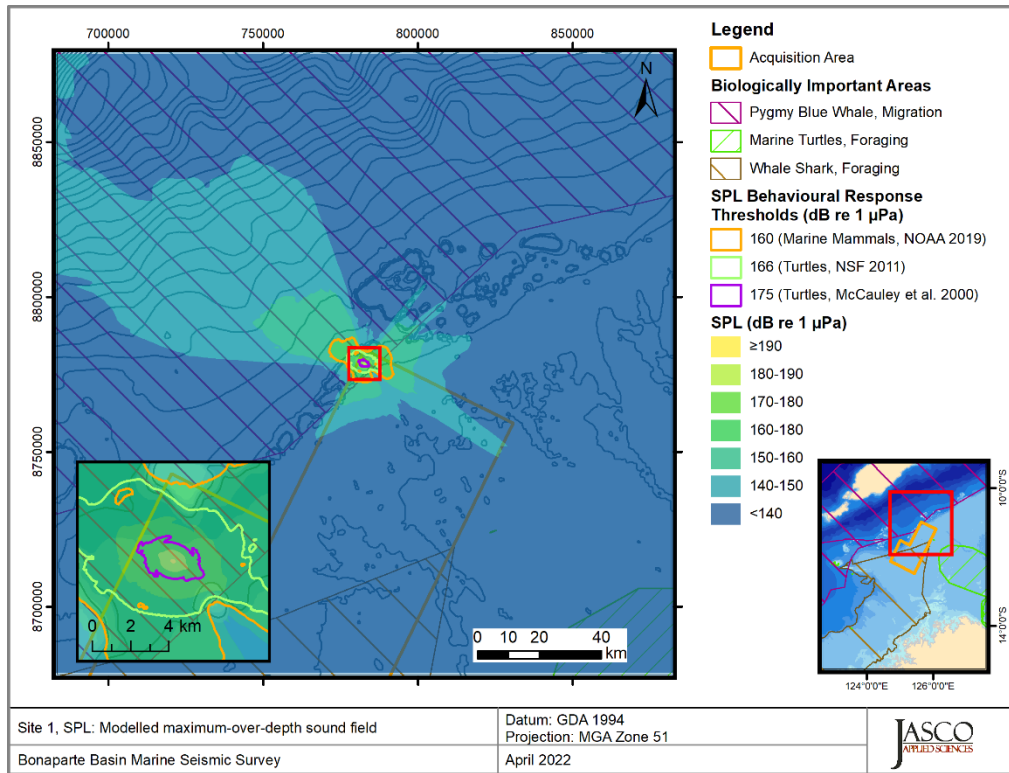 700000
750000
800000
850000
8850000
8800000
8750000
8700000
N
0 2 4 km
0 10 20 40
km
Legend
Acquisition Area
Biologically Important Areas
Pygmy Blue Whale, Migration
Marine Turtles, Foraging
Whale Shark, Foraging
SPL Behavioural Response
Thresholds (dB re 1 µPa)
160 (Marine Mammals, NOAA 2019)
166 (Turtles, NSF 2011)
175 (Turtles, McCauley et al. 2000)
SPL (dB re 1 µPa)
≥190
180-190
170-180
160-180
150-160
140-150
<140
10°0'0"S
14°0'0"S
124°0'0"E 126°0'0"E
Site 1, SPL: Modelled maximum-over-depth sound field
Datum: GDA 1994
Projection: MGA Zone 51
Bonaparte Basin Marine Seismic Survey
April 2022
JASCO
APPLIED SCIENCES